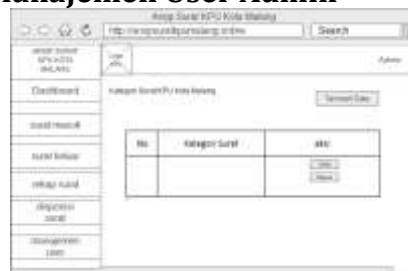 Manajemen User Admin
Arsip Surat KPU Kota Malang
Search
Admin
Dashboard
Kategori Surat KPU Kota Malang
Tambah Data
surat masuk
No
Kategori Surat
aksi
surat keluar
rekap surat
disposisi
surat
managemen
user